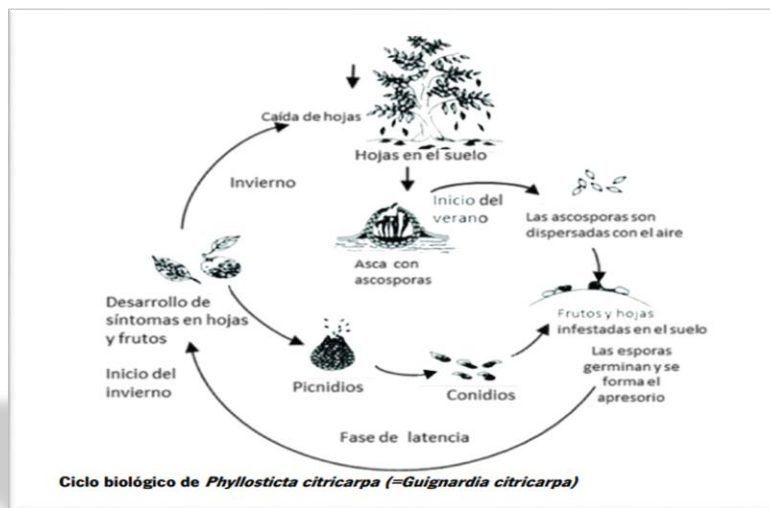 Caída de hojas
Hojas en el suelo
Invierno
Inicio del
verano
Las ascosporas son
dispersadas con el aire
Asca con
ascosporas
Desarrollo de
síntomas en hojas
y frutos
Frutos y hojas
infestadas en el suelo
Picnidios
Conidios
Las esporas
germinan y se
forma el
apresorio
Inicio del
invierno
Fase de latencia
Ciclo biológico de Phyllosticta citricarpa (=Guignardia citricarpa)